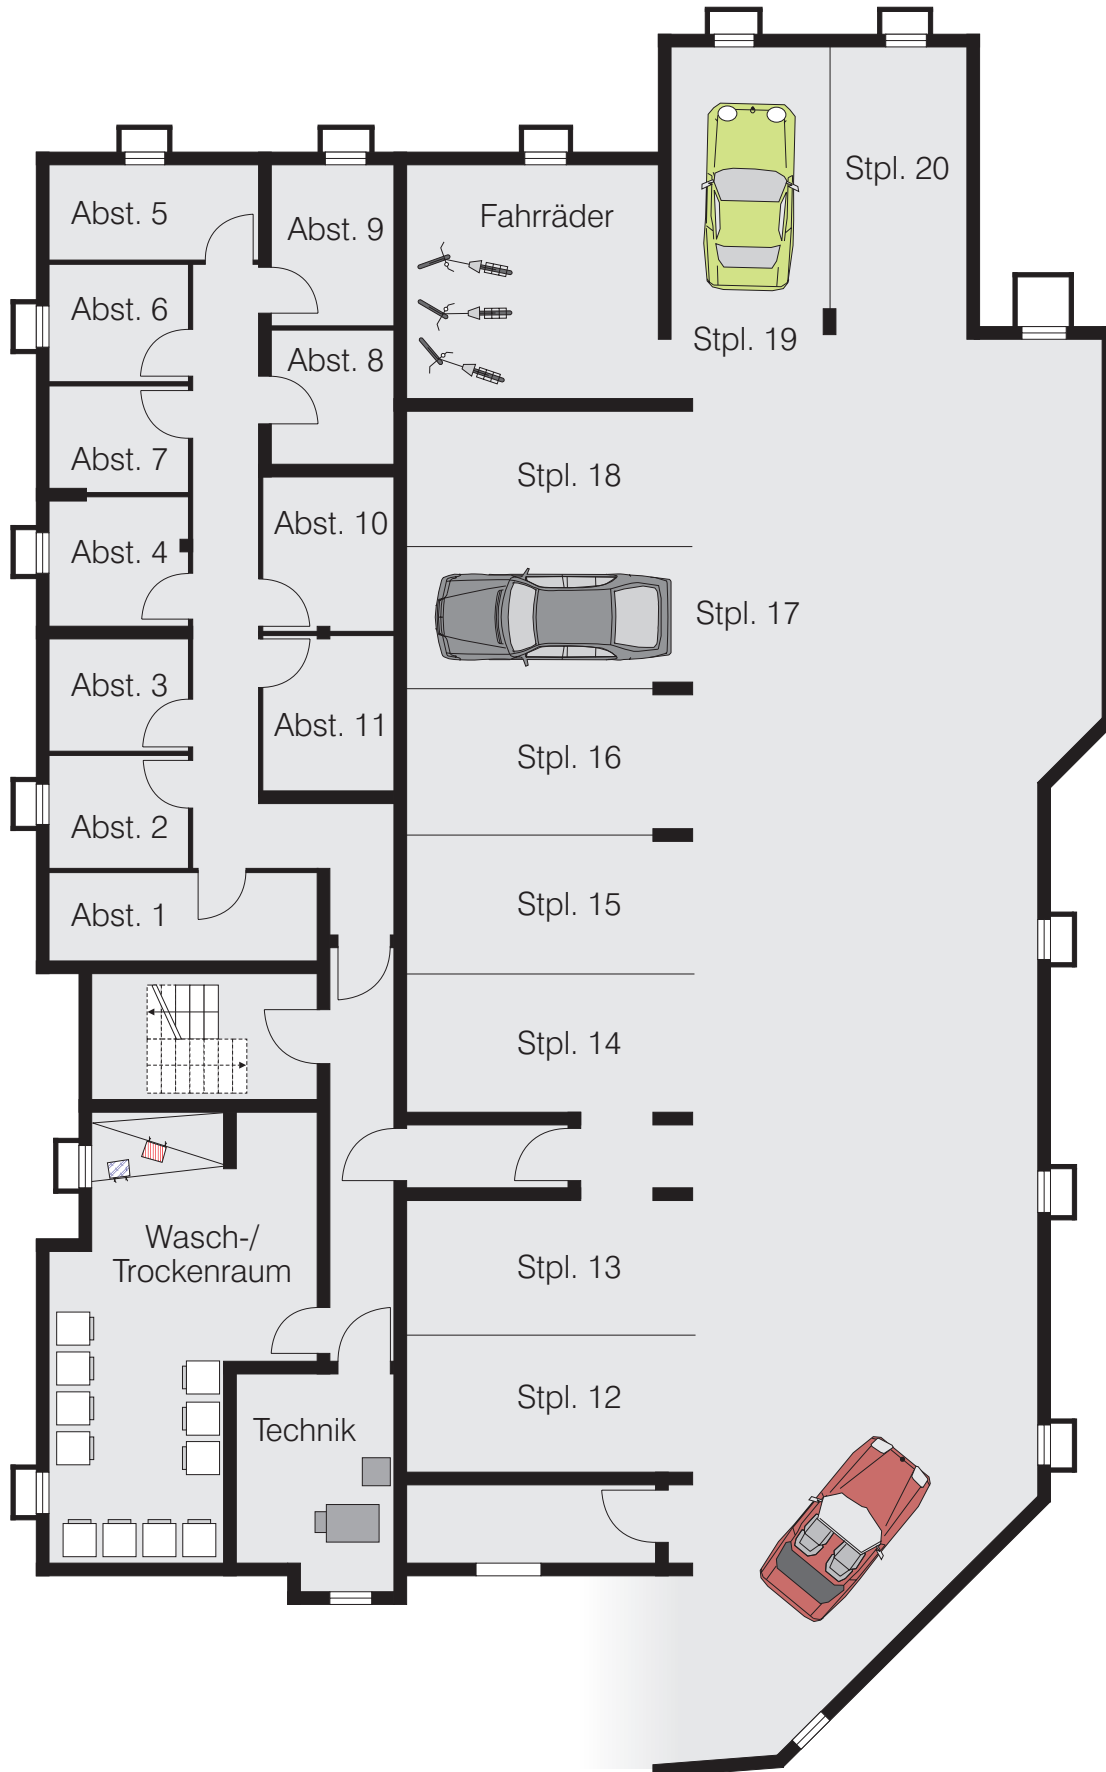 Stpl. 20
Abst. 5
Abst. 9
Fahrräder
Abst. 6
Stpl. 19
Abst. 8
Abst. 7
Stpl. 18
Abst. 10
Abst. 4
Stpl. 17
Abst. 3
Abst. 11
Stpl. 16
Abst. 2
Stpl. 15
Abst. 1
Stpl. 14
Wasch-/
Trockenraum
Stpl. 13
Stpl. 12
Technik